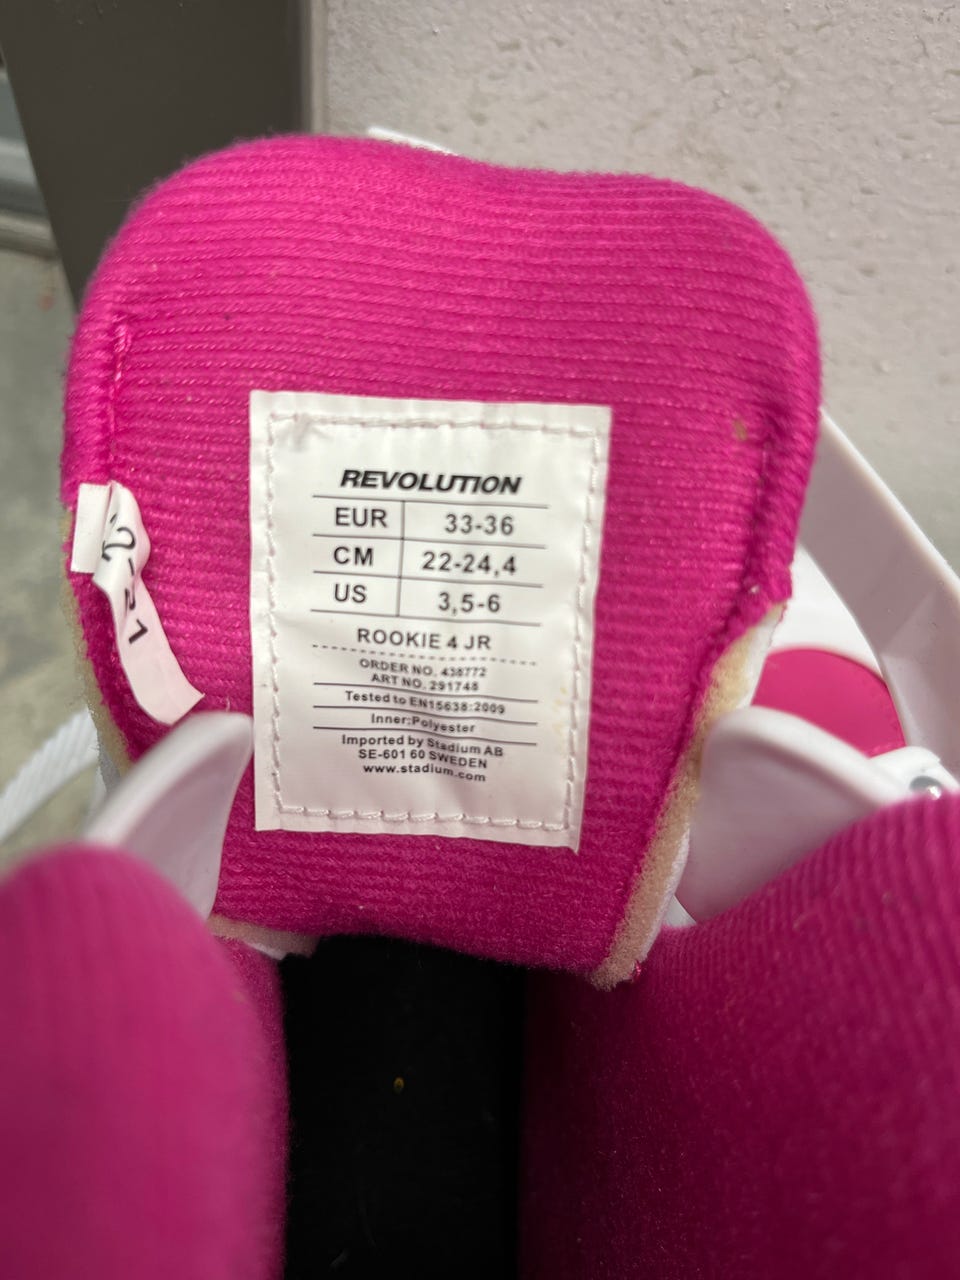 REVOLUTION
EUR 33-36
CM 22-24,4
US 3,5-6
ROOKIE 4 JR
ORDER NO. 438772
ART NO. 291748
Tested to EN15638:2009
Inner:Polyester
Imported by Stadium AB
SE-601 60 SWEDEN
www.stadium.com